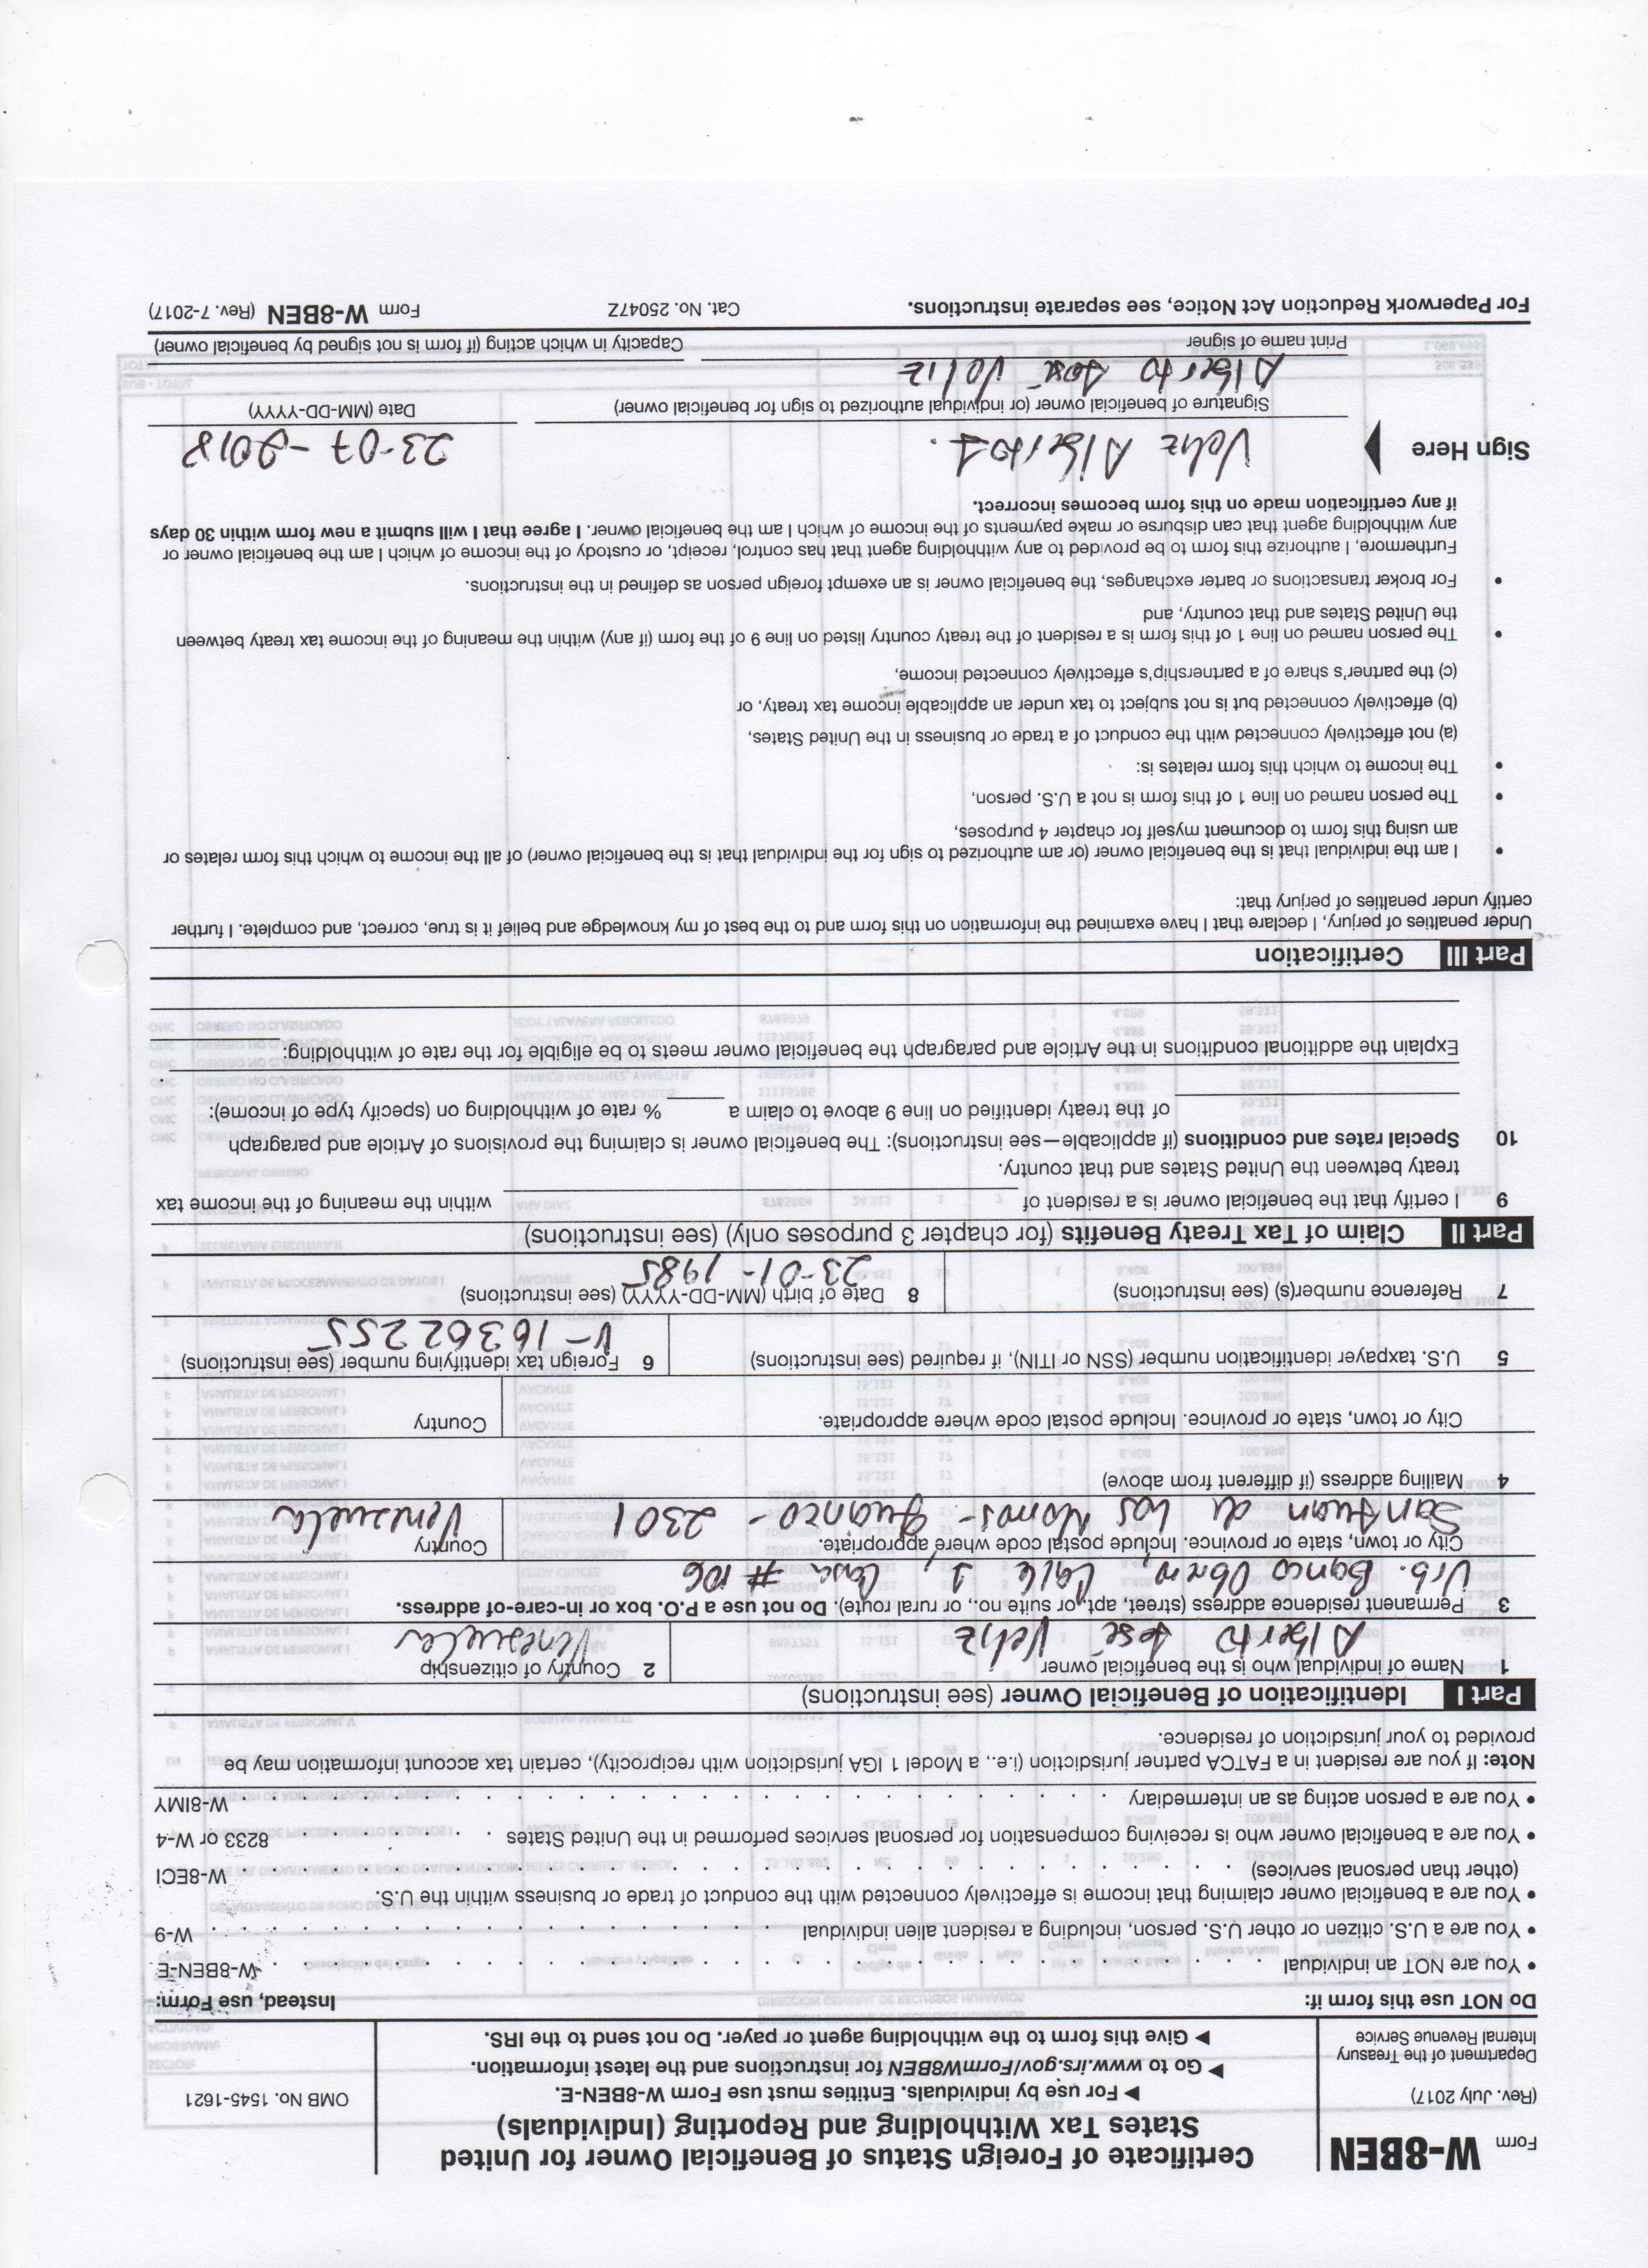 Form W-8BEN
(Rev. July 2017)
Department of the Treasury
Internal Revenue Service
Certificate of Foreign Status of Beneficial Owner for United
States Tax Withholding and Reporting (Individuals)
▶ For use by individuals. Entities must use Form W-8BEN-E.
▶ Go to www.irs.gov/FormW8BEN for instructions and the latest information.
▶ Give this form to the withholding agent or payer. Do not send to the IRS.
OMB No. 1545-1621
Do NOT use this form if: Instead, use Form:
• You are NOT an individual . . . . . . . . . . . . . . . . . . . . . . W-8BEN-E
• You are a U.S. citizen or other U.S. person, including a resident alien individual . . . . . . . . . . . . . W-9
• You are a beneficial owner claiming that income is effectively connected with the conduct of trade or business within the U.S.
(other than personal services) . . . . . . . . . . . . . . . . . . . . . W-8ECI
• You are a beneficial owner who is receiving compensation for personal services performed in the United States . . . . . 8233 or W-4
• You are a person acting as an intermediary . . . . . . . . . . . . . . . . . . . W-8IMY
Note: If you are resident in a FATCA partner jurisdiction (i.e., a Model 1 IGA jurisdiction with reciprocity), certain tax account information may be
provided to your jurisdiction of residence.
Part I Identification of Beneficial Owner (see instructions)
1 Name of individual who is the beneficial owner
Alberto José Veliz
2 Country of citizenship
Venezuela
3 Permanent residence address (street, apt. or suite no., or rural route). Do not use a P.O. box or in-care-of address.
Urb. Banco Obrero, Calle 1, Casa # 106
City or town, state or province. Include postal code where appropriate.
San Juan de los Morros - Guarico - 2301
Country
Venezuela
4 Mailing address (if different from above)
City or town, state or province. Include postal code where appropriate.
Country
5 U.S. taxpayer identification number (SSN or ITIN), if required (see instructions)
6 Foreign tax identifying number (see instructions)
V-16362255
7 Reference number(s) (see instructions)
8 Date of birth (MM-DD-YYYY) (see instructions)
23-01-1985
Part II Claim of Tax Treaty Benefits (for chapter 3 purposes only) (see instructions)
9 I certify that the beneficial owner is a resident of within the meaning of the income tax
treaty between the United States and that country.
10 Special rates and conditions (if applicable—see instructions): The beneficial owner is claiming the provisions of Article and paragraph
of the treaty identified on line 9 above to claim a % rate of withholding on (specify type of income):
.
Explain the additional conditions in the Article and paragraph the beneficial owner meets to be eligible for the rate of withholding:
Part III Certification
Under penalties of perjury, I declare that I have examined the information on this form and to the best of my knowledge and belief it is true, correct, and complete. I further
certify under penalties of perjury that:
• I am the individual that is the beneficial owner (or am authorized to sign for the individual that is the beneficial owner) of all the income to which this form relates or
am using this form to document myself for chapter 4 purposes,
• The person named on line 1 of this form is not a U.S. person,
• The income to which this form relates is:
(a) not effectively connected with the conduct of a trade or business in the United States,
(b) effectively connected but is not subject to tax under an applicable income tax treaty, or
(c) the partner's share of a partnership's effectively connected income,
• The person named on line 1 of this form is a resident of the treaty country listed on line 9 of the form (if any) within the meaning of the income tax treaty between
the United States and that country, and
• For broker transactions or barter exchanges, the beneficial owner is an exempt foreign person as defined in the instructions.
Furthermore, I authorize this form to be provided to any withholding agent that has control, receipt, or custody of the income of which I am the beneficial owner or
any withholding agent that can disburse or make payments of the income of which I am the beneficial owner. I agree that I will submit a new form within 30 days
if any certification made on this form becomes incorrect.
Sign Here
Veliz Alberto J.
23-07-2018
Signature of beneficial owner (or individual authorized to sign for beneficial owner)
Date (MM-DD-YYYY)
Alberto José Veliz
Print name of signer
Capacity in which acting (if form is not signed by beneficial owner)
For Paperwork Reduction Act Notice, see separate instructions. Cat. No. 25047Z Form W-8BEN (Rev. 7-2017)